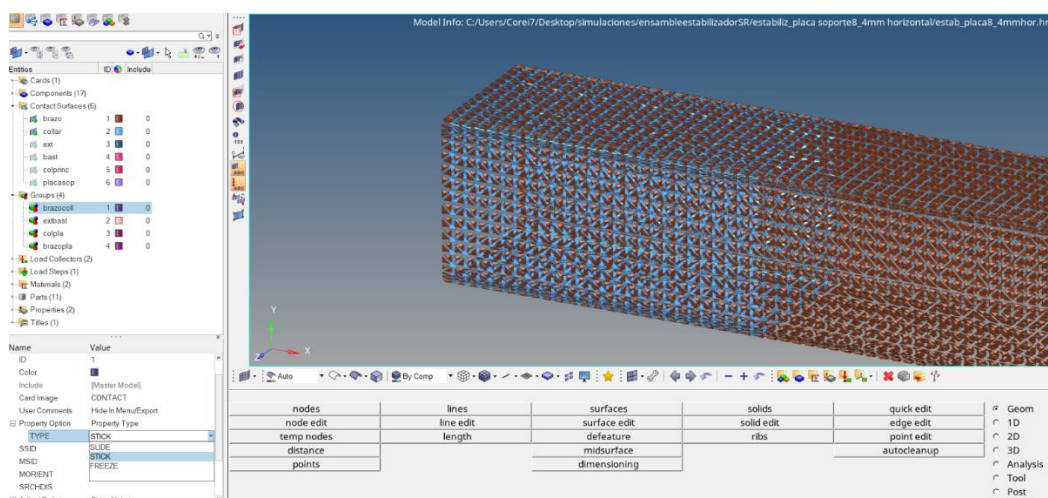 Model Info: C:/Users/Corei7/Desktop/simulaciones/ensambleestabilizadorSR/estabiliz_placa soporte8_4mm horizontal/estab_placa8_4mmhor.hm
Entities ID Include
Cards (1)
Components (17)
Contact Surfaces (6)
brazo 1 0
collar 2 0
ext 3 0
bast 4 0
colprinc 5 0
placasop 6 0
Groups (4)
brazocoll 1 0
extbast 2 0
colpla 3 0
brazopla 4 0
Load Collectors (2)
Load Steps (1)
Materials (2)
Parts (11)
Properties (2)
Titles (1)
Name Value
ID 1
Color
Include [Master Model]
Card Image CONTACT
User Comments Hide In Menu/Export
Property Option Property Type
TYPE STICK
SSID SLIDE
STICK
MSID FREEZE
MORIENT
SRCHDIS
123
Y
X
Z
Auto By Comp
nodes lines surfaces solids quick edit Geom
node edit line edit surface edit solid edit edge edit 1D
temp nodes length defeature ribs point edit 2D
distance midsurface autocleanup 3D
points dimensioning Analysis
Tool
Post